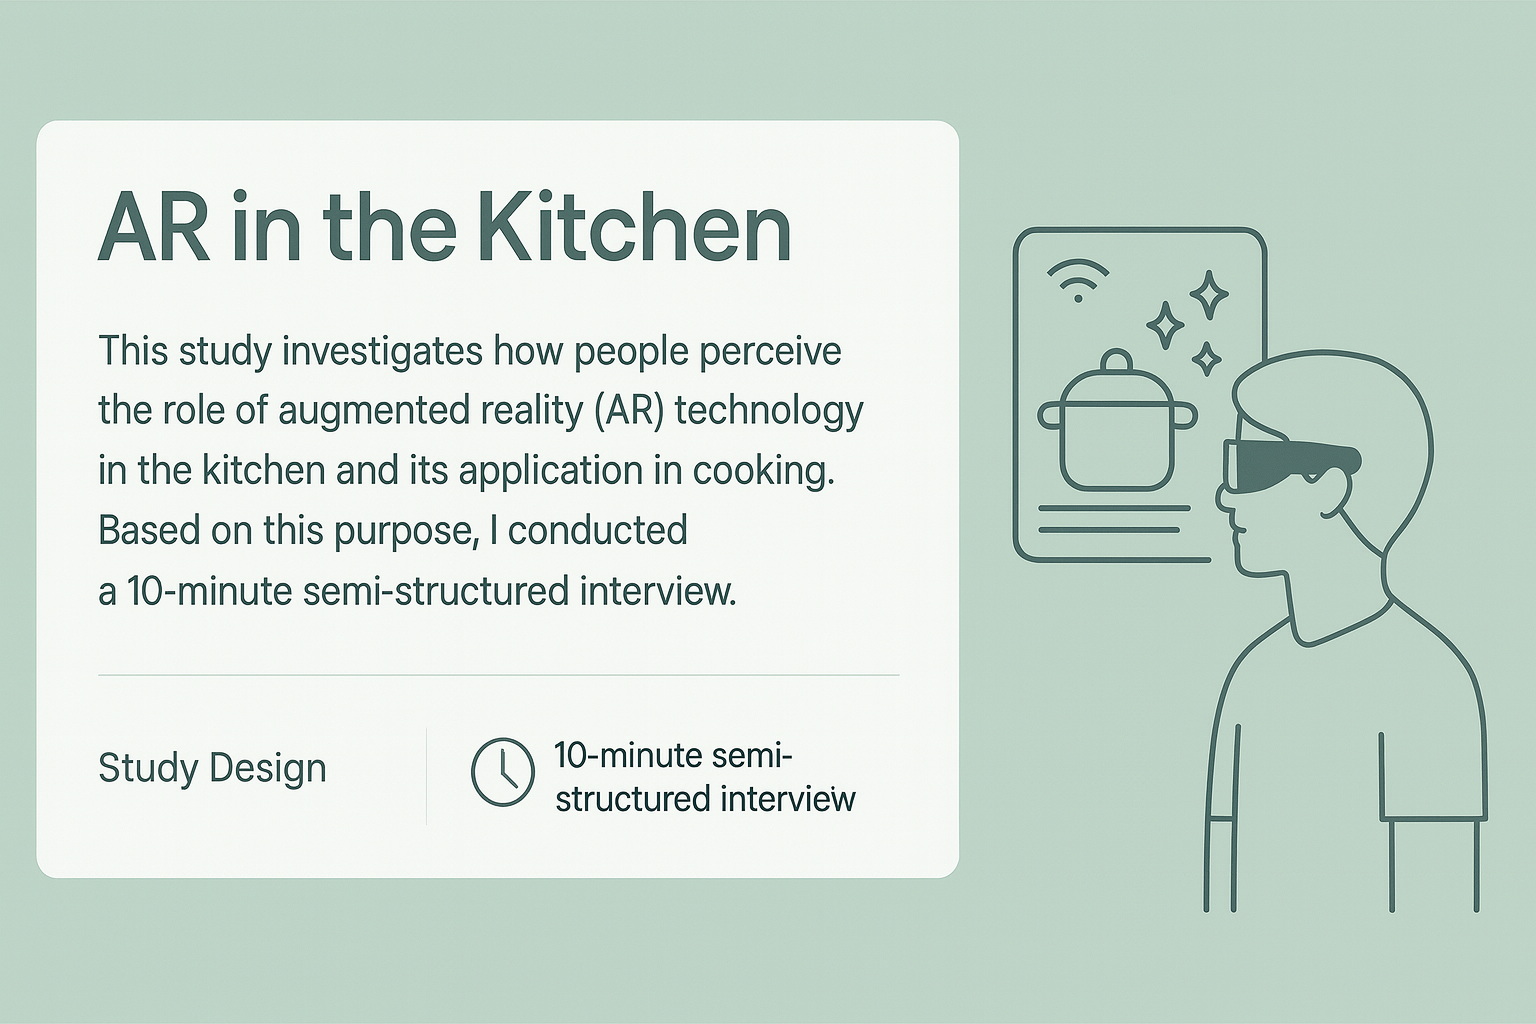 AR in the Kitchen
This study investigates how people perceive
the role of augmented reality (AR) technology
in the kitchen and its application in cooking.
Based on this purpose, I conducted
a 10-minute semi-structured interview.
Study Design
10-minute semi-
structured interview